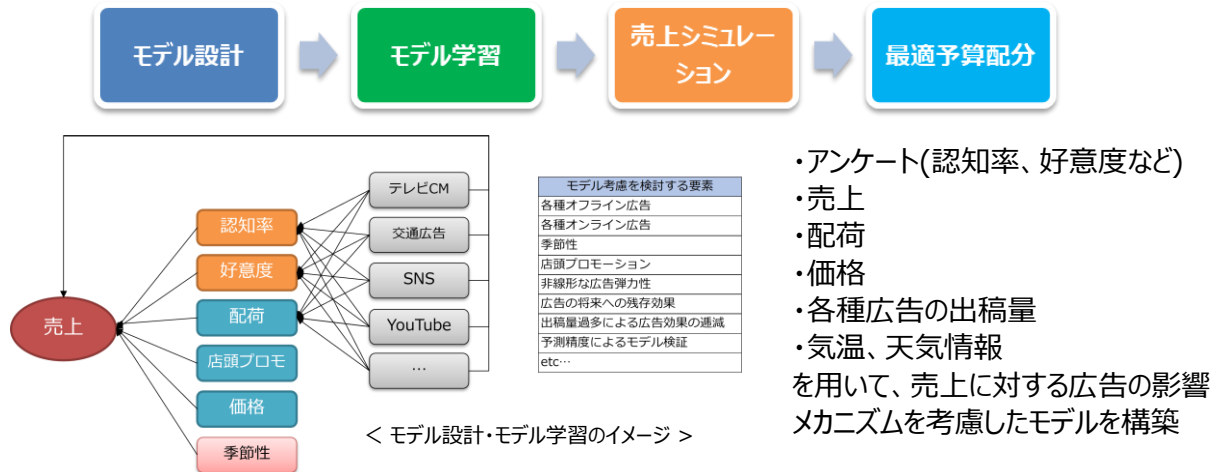 モデル設計
モデル学習
売上シミュレー
ション
最適予算配分
売上
認知率
好意度
配荷
店頭プロモ
価格
季節性
テレビCM
交通広告
SNS
YouTube
…
モデル考慮を検討する要素
各種オフライン広告
各種オンライン広告
季節性
店頭プロモーション
非線形な広告弾力性
広告の将来への残存効果
出稿量過多による広告効果の逓減
予測精度によるモデル検証
etc…
＜ モデル設計・モデル学習のイメージ ＞
・アンケート(認知率、好意度など)
・売上
・配荷
・価格
・各種広告の出稿量
・気温、天気情報
を用いて、売上に対する広告の影響
メカニズムを考慮したモデルを構築